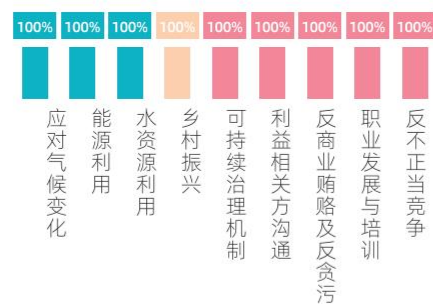 100% 100% 100% 100% 100% 100% 100% 100% 100%
应对气候变化
能源利用
水资源利用
乡村振兴
可持续治理机制
利益相关方沟通
反商业贿赂及反贪污
职业发展与培训
反不正当竞争